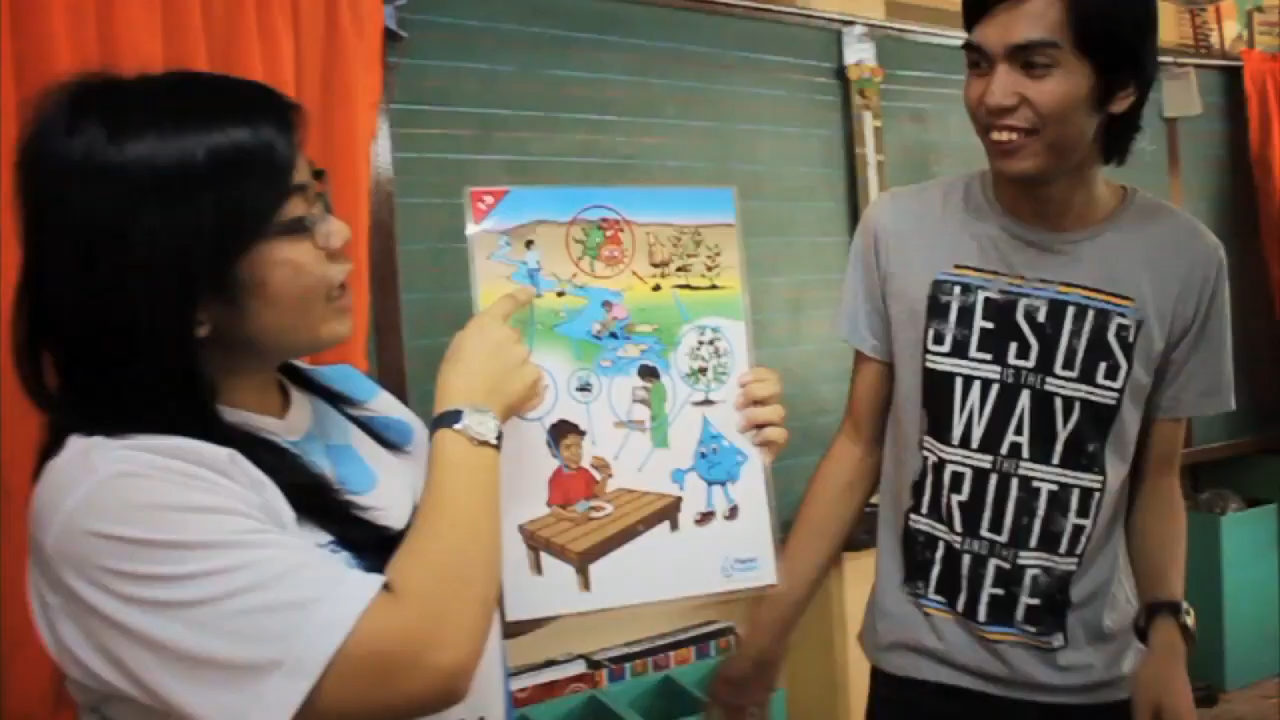 JESUS
IS THE
WAY
THE
TRUTH
AND THE
LIFE